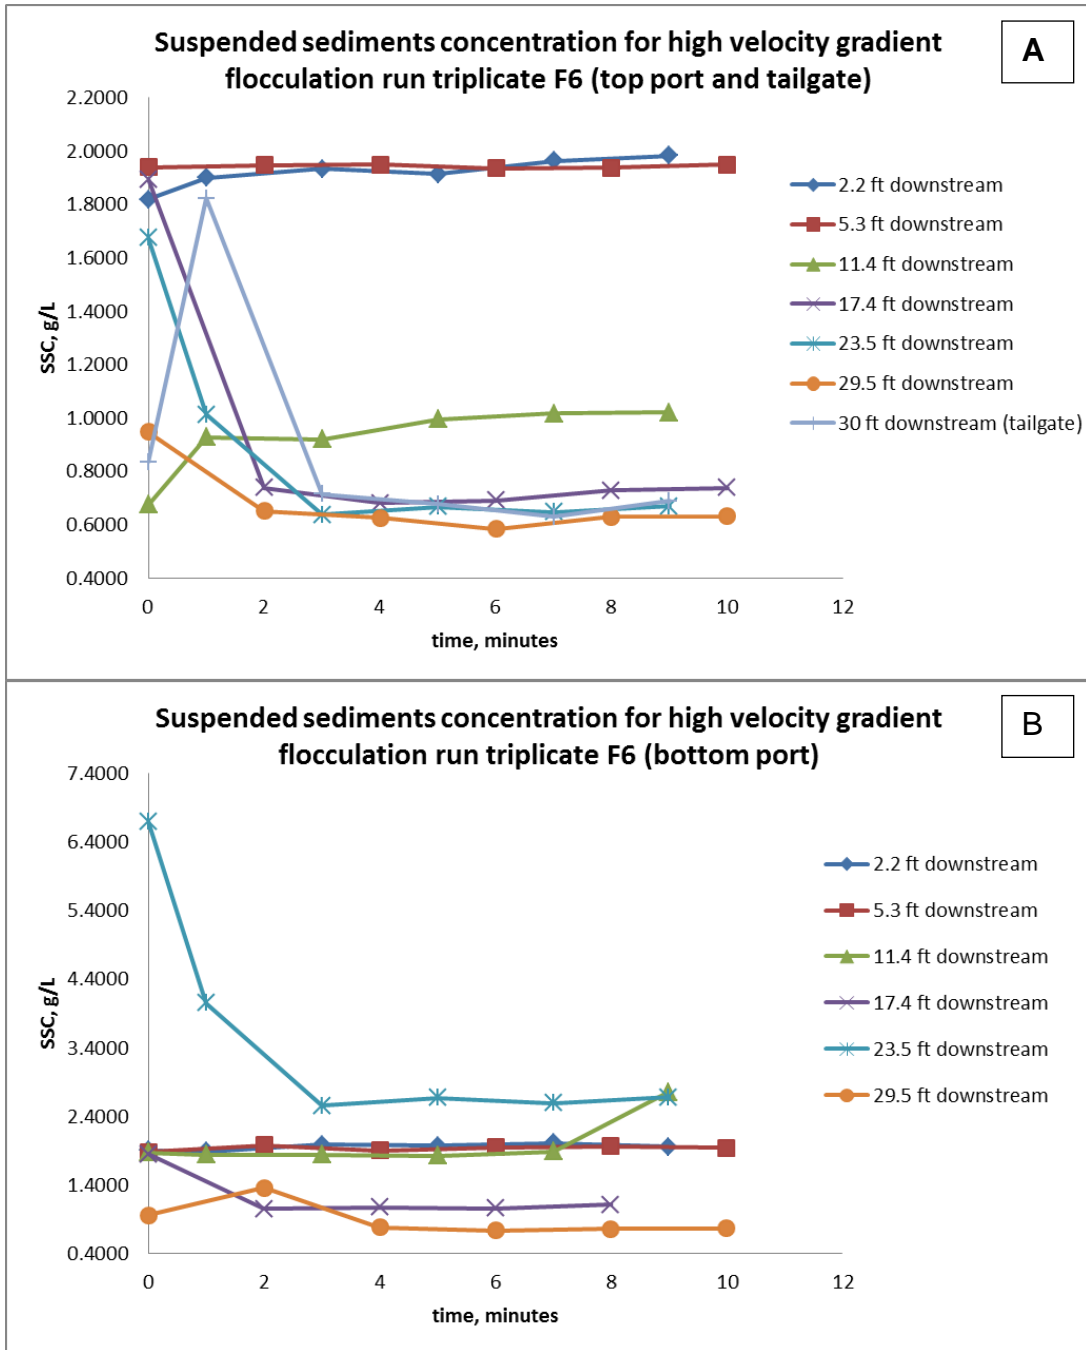 Suspended sediments concentration for high velocity gradient
flocculation run triplicate F6 (top port and tailgate)
A
2.2000
2.0000
1.8000
1.6000
1.4000
1.2000
1.0000
0.8000
0.6000
0.4000
SSC, g/L
0 2 4 6 8 10 12
time, minutes
2.2 ft downstream
5.3 ft downstream
11.4 ft downstream
17.4 ft downstream
23.5 ft downstream
29.5 ft downstream
30 ft downstream (tailgate)
Suspended sediments concentration for high velocity gradient
flocculation run triplicate F6 (bottom port)
B
7.4000
6.4000
5.4000
4.4000
3.4000
2.4000
1.4000
0.4000
SSC, g/L
0 2 4 6 8 10 12
time, minutes
2.2 ft downstream
5.3 ft downstream
11.4 ft downstream
17.4 ft downstream
23.5 ft downstream
29.5 ft downstream